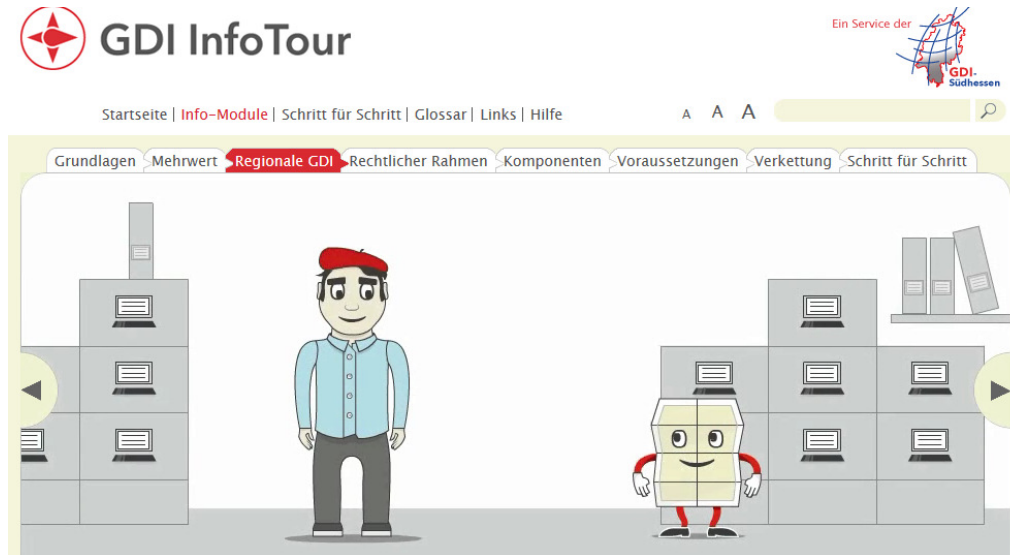 GDI InfoTour
Ein Service der
GDI-
Südhessen
Startseite | Info-Module | Schritt für Schritt | Glossar | Links | Hilfe
A A A
Grundlagen Mehrwert Regionale GDI Rechtlicher Rahmen Komponenten Voraussetzungen Verkettung Schritt für Schritt